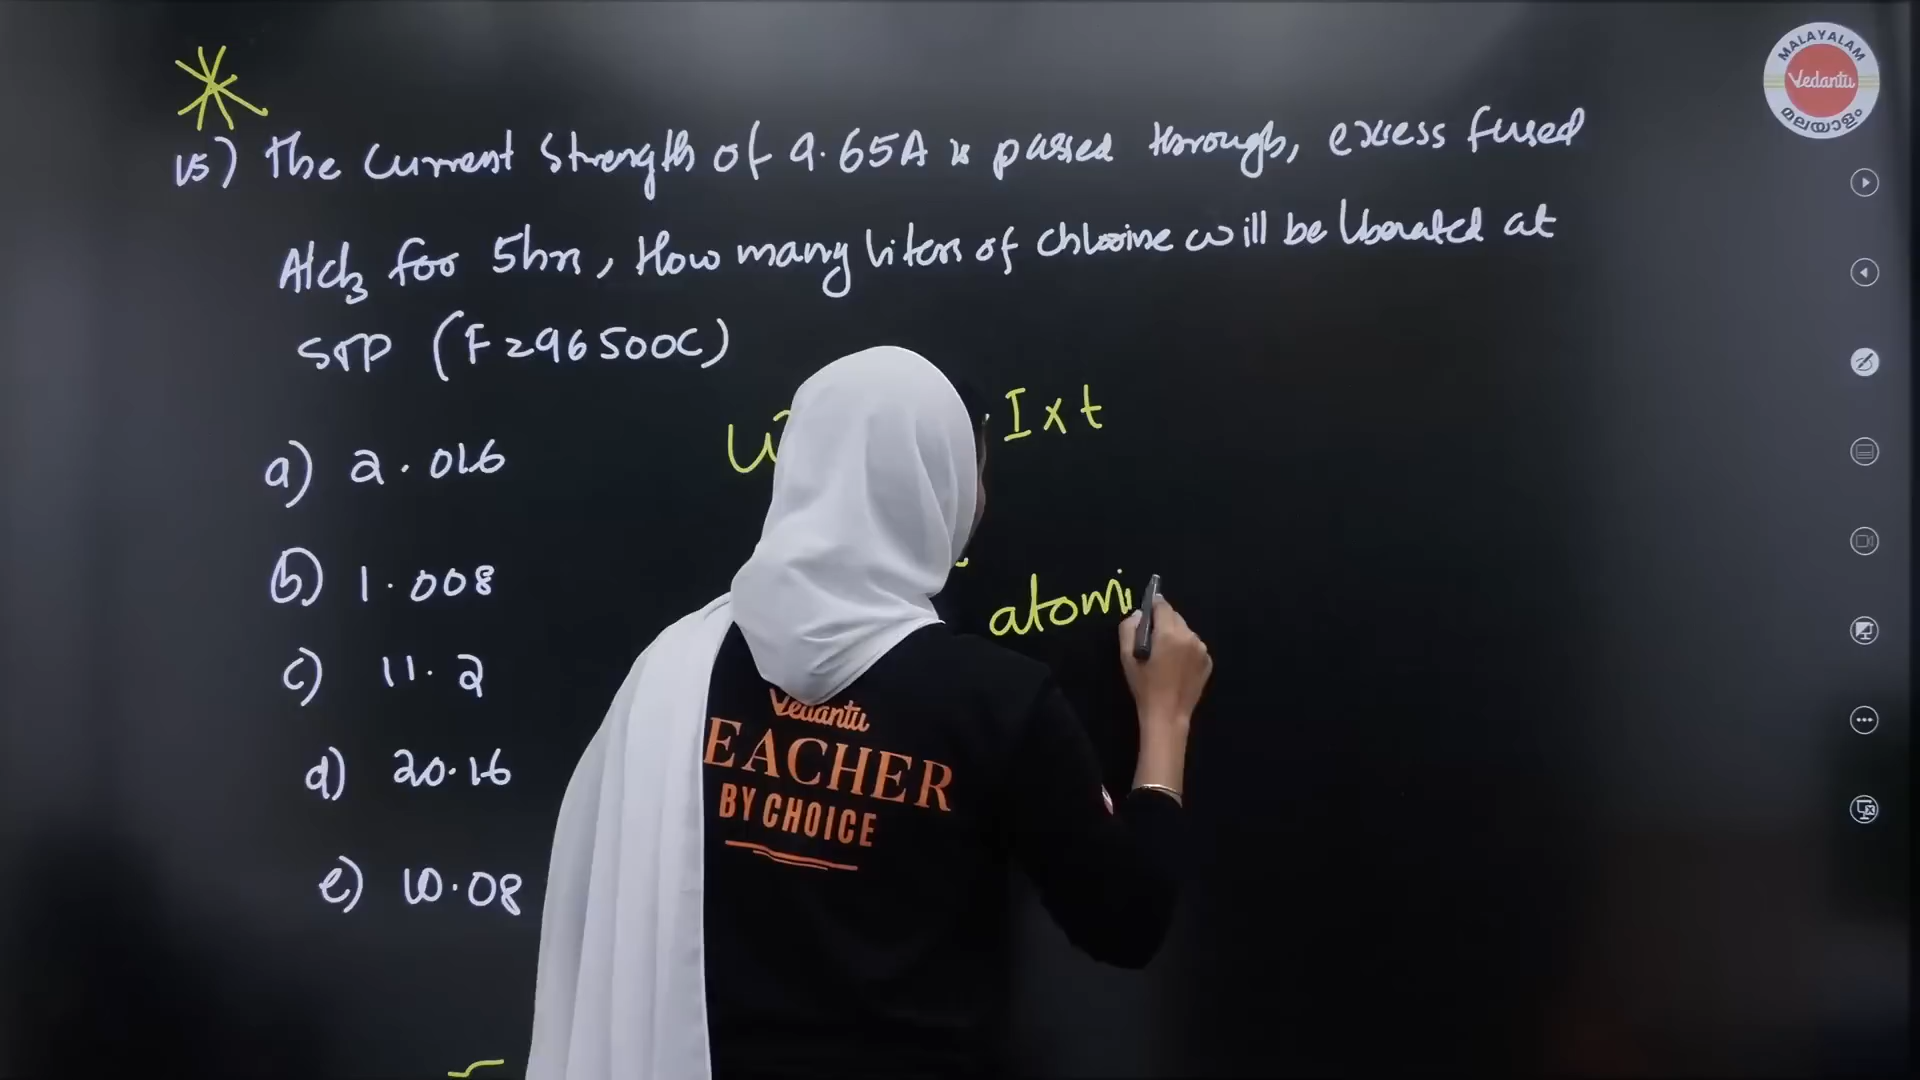 MALAYALAM
Vedantu
മലയാളം
15) The Current Strength of 9.65A is passed through, excess fused
AlCl3 for 5hrs, How many liters of chlorine will be liberated at
STP (F=96500C)
I x t
a) 2.016
b) 1.008
atomi
c) 11.2
d) 20.16
e) 10.08
Vedantu
EACHER
BY CHOICE